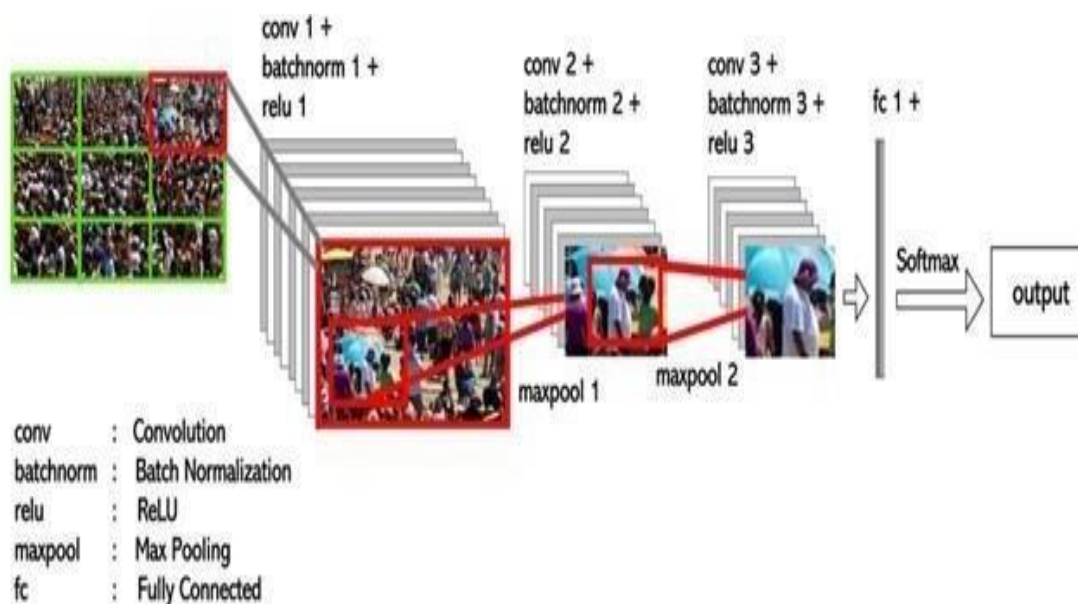 conv 1 +
batchnorm 1 +
relu 1
conv 2 +
batchnorm 2 +
relu 2
conv 3 +
batchnorm 3 +
relu 3
fc 1 +
Softmax
output
maxpool 1
maxpool 2
conv : Convolution
batchnorm : Batch Normalization
relu : ReLU
maxpool : Max Pooling
fc : Fully Connected